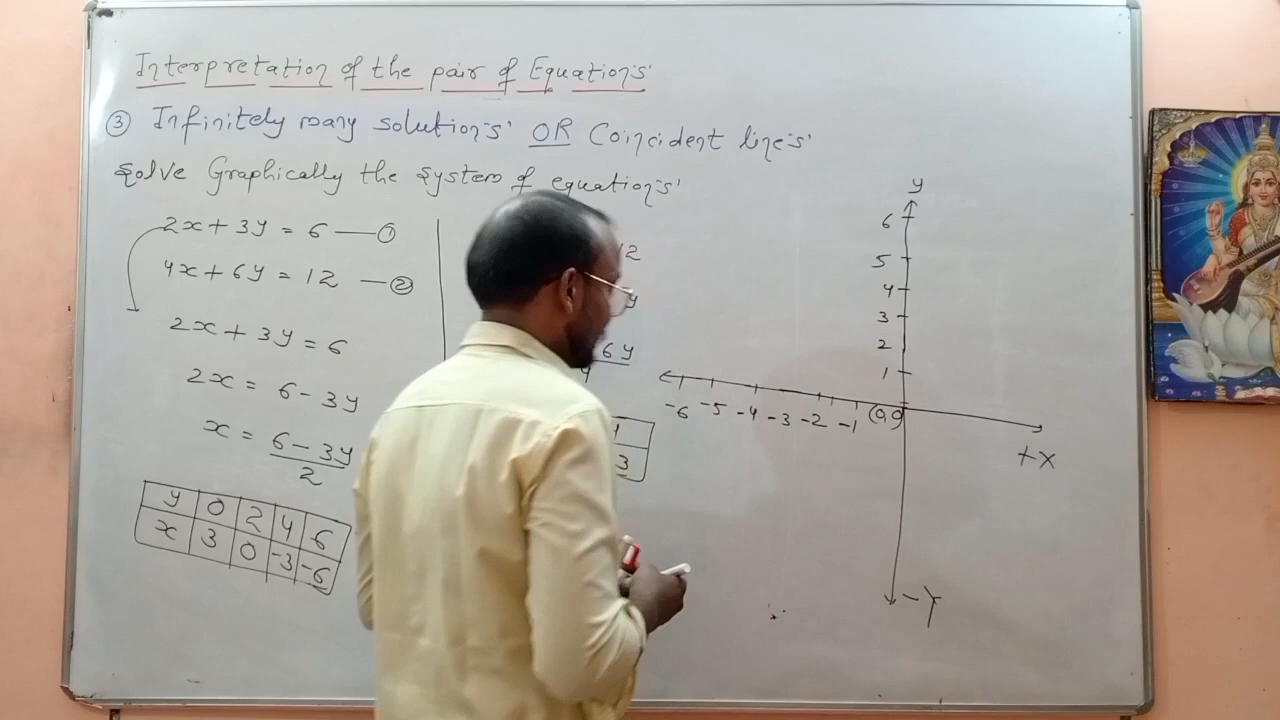 Interpretation of the pair of Equations
③ Infinitely many solutions OR Coincident lines
Solve Graphically the system of equations
2x + 3y = 6 — ①
4x + 6y = 12 — ②
2x + 3y = 6
2x = 6 - 3y
x = 6 - 3y
2
y 0 2 4 6
x 3 0 -3 -6
12
y
6y
4
1
3
y
6
5
4
3
2
1
-6 -5 -4 -3 -2 -1 (0,0)
+x
-y